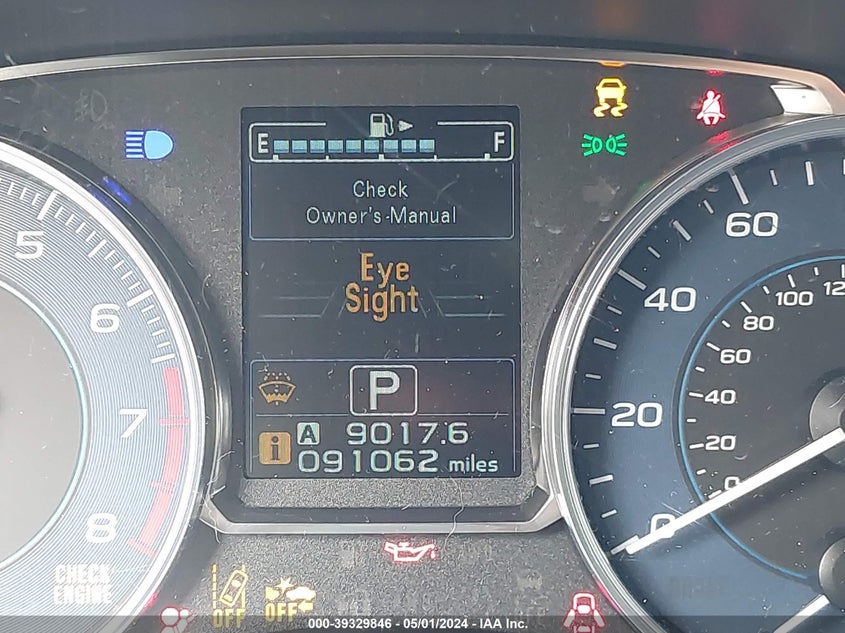 E F
Check
Owner's Manual
Eye
Sight
P
i A 9017.6
091062 miles
5
6
7
8
CHECK
ENGINE
OFF
OFF
60
40
20
0
100
80
60
40
20
0
000-39329846 - 05/01/2024 - IAA Inc.